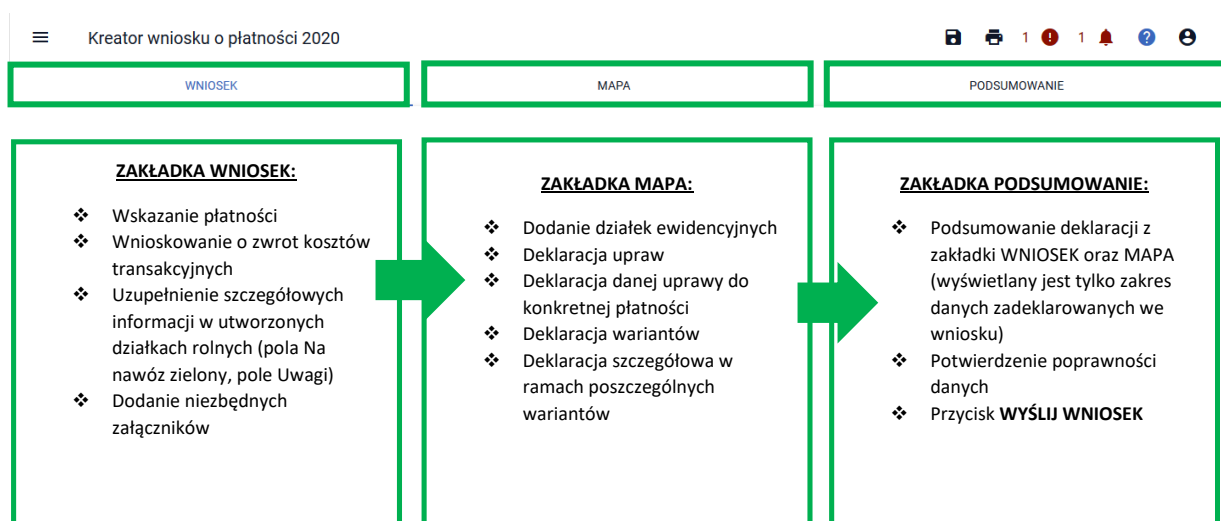 Kreator wniosku o płatności 2020
1
1
WNIOSEK
MAPA
PODSUMOWANIE
ZAKŁADKA WNIOSEK:
❖ Wskazanie płatności
❖ Wnioskowanie o zwrot kosztów
transakcyjnych
❖ Uzupełnienie szczegółowych
informacji w utworzonych
działkach rolnych (pola Na
nawóz zielony, pole Uwagi)
❖ Dodanie niezbędnych
załączników
ZAKŁADKA MAPA:
❖ Dodanie działek ewidencyjnych
❖ Deklaracja upraw
❖ Deklaracja danej uprawy do
konkretnej płatności
❖ Deklaracja wariantów
❖ Deklaracja szczegółowa w
ramach poszczególnych
wariantów
ZAKŁADKA PODSUMOWANIE:
❖ Podsumowanie deklaracji z
zakładki WNIOSEK oraz MAPA
(wyświetlany jest tylko zakres
danych zadeklarowanych we
wniosku)
❖ Potwierdzenie poprawności
danych
❖ Przycisk WYŚLIJ WNIOSEK